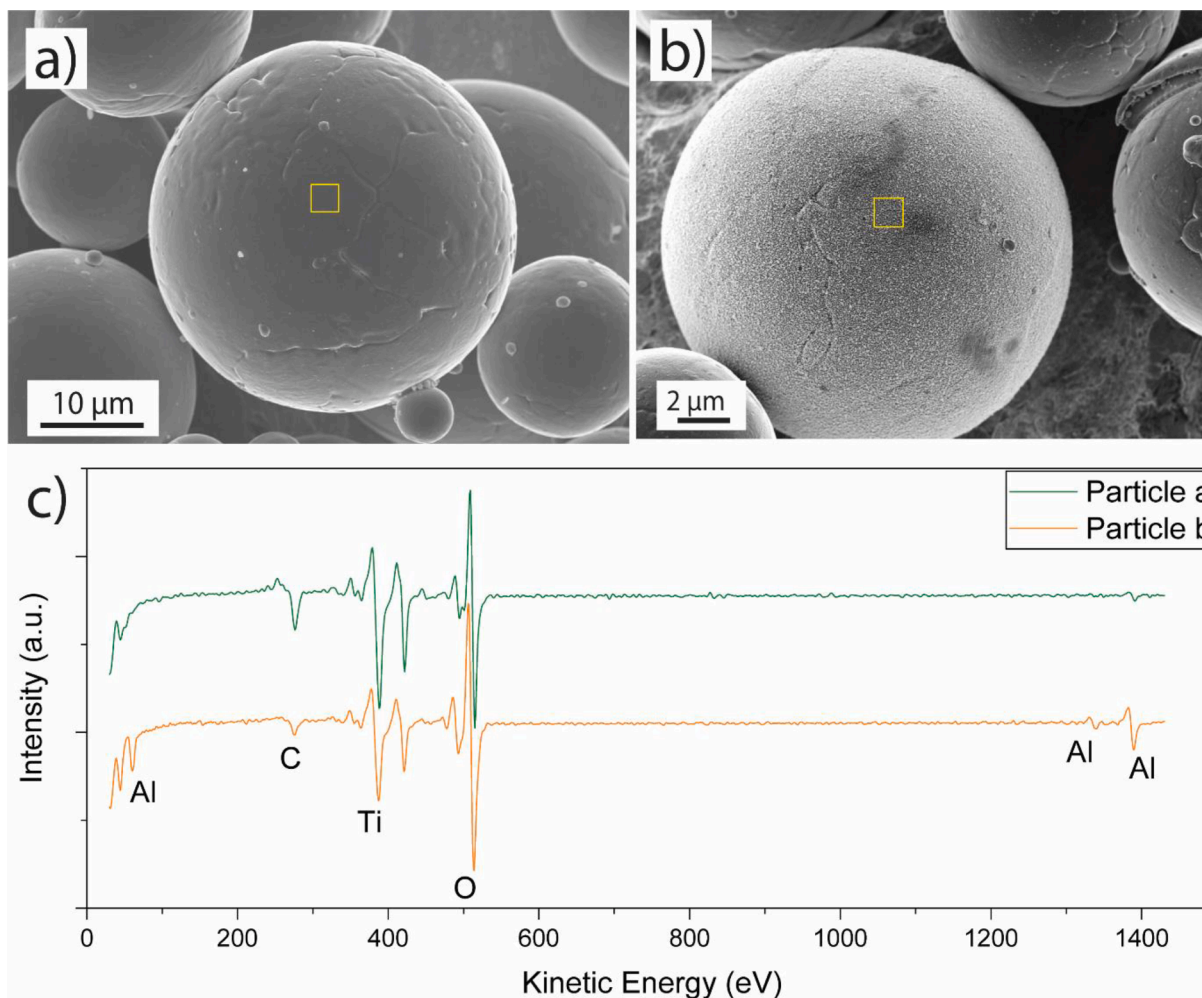 a)
b)
10 µm
2 µm
c)
Particle a
Particle b
Intensity (a.u.)
Al
C
Ti
O
Al
Al
0 200 400 600 800 1000 1200 1400
Kinetic Energy (eV)